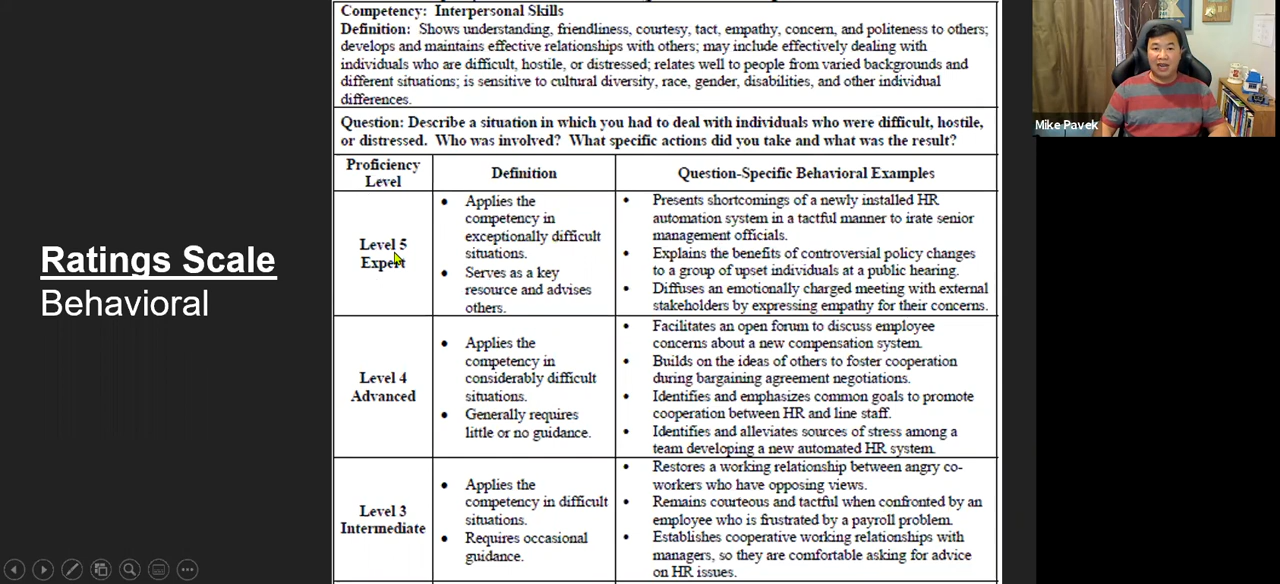 Competency: Interpersonal Skills
Definition: Shows understanding, friendliness, courtesy, tact, empathy, concern, and politeness to others;
develops and maintains effective relationships with others; may include effectively dealing with
individuals who are difficult, hostile, or distressed; relates well to people from varied backgrounds and
different situations; is sensitive to cultural diversity, race, gender, disabilities, and other individual
differences.
Question: Describe a situation in which you had to deal with individuals who were difficult, hostile,
or distressed. Who was involved? What specific actions did you take and what was the result?
Proficiency
Level
Definition
Question-Specific Behavioral Examples
Level 5
Expert
• Applies the
competency in
exceptionally difficult
situations.
• Serves as a key
resource and advises
others.
• Presents shortcomings of a newly installed HR
automation system in a tactful manner to irate senior
management officials.
• Explains the benefits of controversial policy changes
to a group of upset individuals at a public hearing.
• Diffuses an emotionally charged meeting with external
stakeholders by expressing empathy for their concerns.
Level 4
Advanced
• Applies the
competency in
considerably difficult
situations.
• Generally requires
little or no guidance.
• Facilitates an open forum to discuss employee
concerns about a new compensation system.
• Builds on the ideas of others to foster cooperation
during bargaining agreement negotiations.
• Identifies and emphasizes common goals to promote
cooperation between HR and line staff.
• Identifies and alleviates sources of stress among a
team developing a new automated HR system.
Level 3
Intermediate
• Applies the
competency in difficult
situations.
• Requires occasional
guidance.
• Restores a working relationship between angry co-
workers who have opposing views.
• Remains courteous and tactful when confronted by an
employee who is frustrated by a payroll problem.
• Establishes cooperative working relationships with
managers, so they are comfortable asking for advice
on HR issues.
Ratings Scale
Behavioral
Mike Pavek